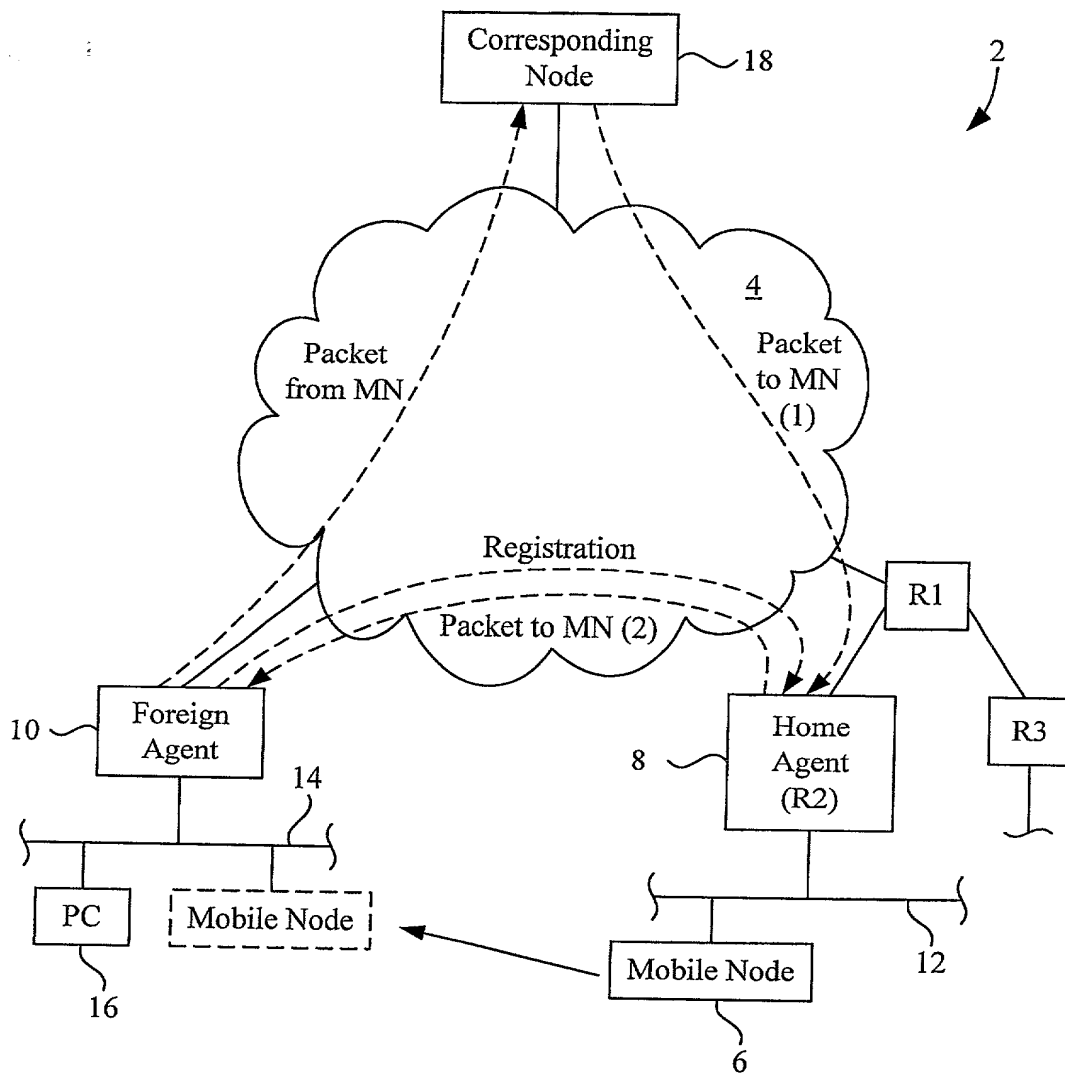 Corresponding
Node
18
2
4
Packet
from MN
Packet
to MN
(1)
Registration
Packet to MN (2)
R1
10
Foreign
Agent
8
Home
Agent
(R2)
R3
14
PC
Mobile Node
16
12
Mobile Node
6